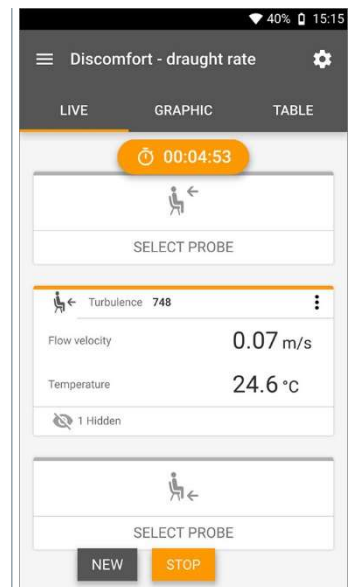 40% 15:15
Discomfort - draught rate
LIVE GRAPHIC TABLE
00:04:53
SELECT PROBE
Turbulence 748
Flow velocity 0.07 m/s
Temperature 24.6 °C
1 Hidden
SELECT PROBE
NEW STOP